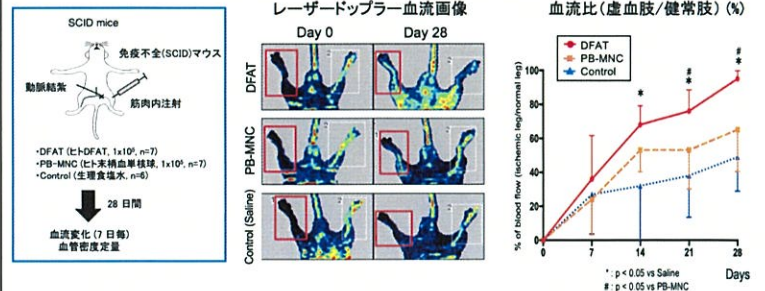 SCID mice
免疫不全(SCID)マウス
動脈結紮
筋肉内注射
・DFAT (ヒトDFAT, 1x10⁵, n=7)
・PB-MNC (ヒト末梢血単核球, 1x10⁵, n=7)
・Control (生理食塩水, n=6)
28 日間
血流変化 (7 日毎)
血管密度定量
レーザードップラー血流画像
Day 0 Day 28
DFAT
PB-MNC
Control (Saline)
血流比(虚血肢/健常肢) (%)
DFAT
PB-MNC
Control
% of blood flow (ischemic leg/normal leg)
100
80
60
40
20
0
* # * # *
0 7 14 21 28 Days
* : p < 0.05 vs Saline
# : p < 0.05 vs PB-MNC